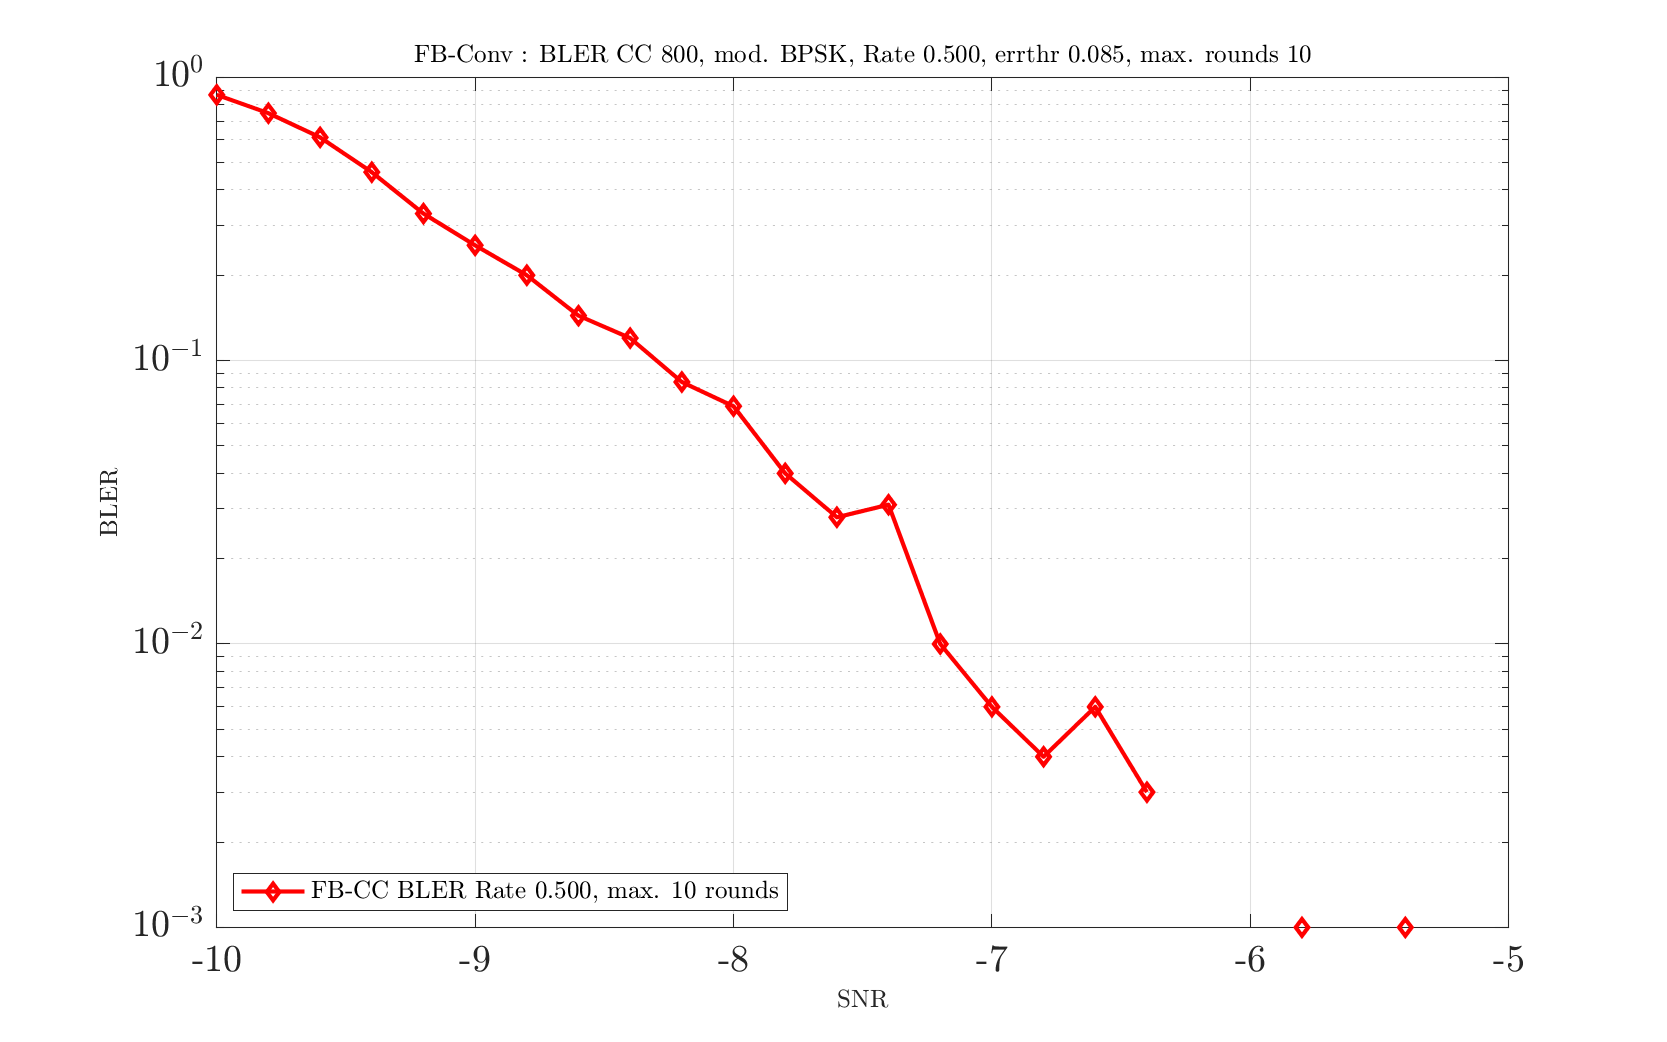 FB-Conv : BLER CC 800, mod. BPSK, Rate 0.500, errthr 0.085, max. rounds 10
10⁰
10⁻¹
10⁻²
10⁻³
BLER
FB-CC BLER Rate 0.500, max. 10 rounds
-10 -9 -8 -7 -6 -5
SNR